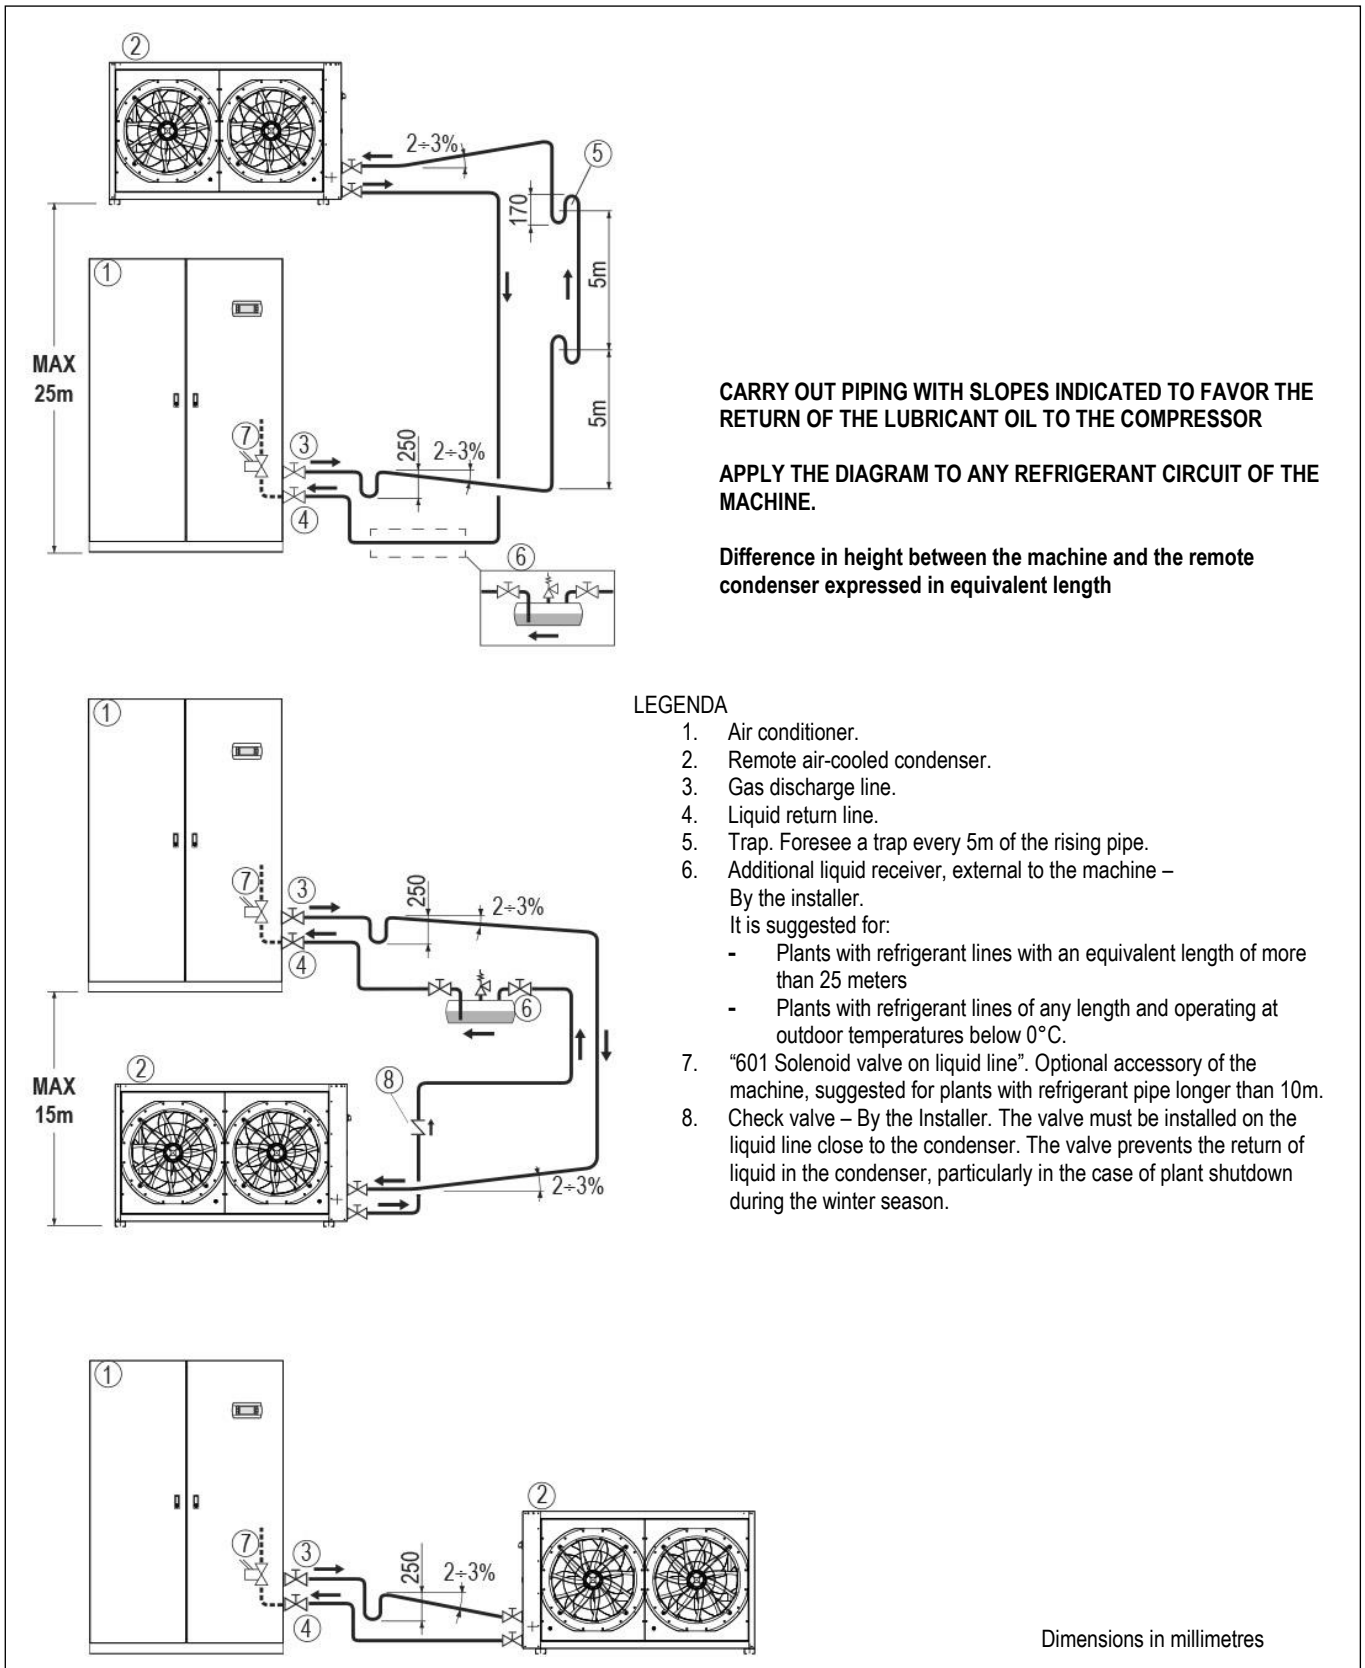 2
2÷3%
5
170
1
5m
MAX
25m
7
3
250
2÷3%
5m
4
6
CARRY OUT PIPING WITH SLOPES INDICATED TO FAVOR THE
RETURN OF THE LUBRICANT OIL TO THE COMPRESSOR
APPLY THE DIAGRAM TO ANY REFRIGERANT CIRCUIT OF THE
MACHINE.
Difference in height between the machine and the remote
condenser expressed in equivalent length
1
7
3
250
2÷3%
4
6
MAX
15m
2
8
2÷3%
LEGENDA
1. Air conditioner.
2. Remote air-cooled condenser.
3. Gas discharge line.
4. Liquid return line.
5. Trap. Foresee a trap every 5m of the rising pipe.
6. Additional liquid receiver, external to the machine –
By the installer.
It is suggested for:
- Plants with refrigerant lines with an equivalent length of more
than 25 meters
- Plants with refrigerant lines of any length and operating at
outdoor temperatures below 0°C.
7. “601 Solenoid valve on liquid line”. Optional accessory of the
machine, suggested for plants with refrigerant pipe longer than 10m.
8. Check valve – By the Installer. The valve must be installed on the
liquid line close to the condenser. The valve prevents the return of
liquid in the condenser, particularly in the case of plant shutdown
during the winter season.
1
2
7
3
250
2÷3%
4
Dimensions in millimetres